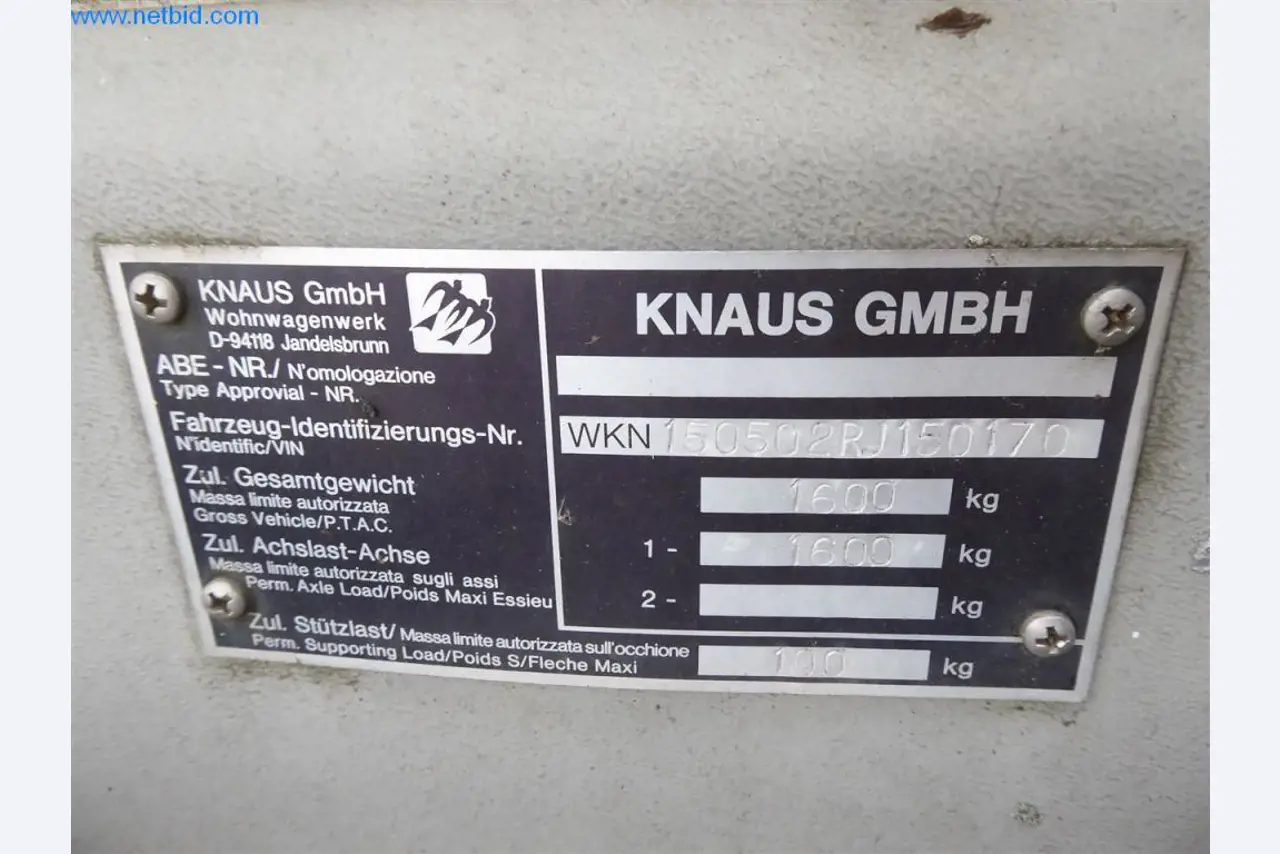 www.netbid.com
KNAUS GmbH
Wohnwagenwerk
D-94118 Jandelsbrunn
ABE - NR./ N'omologazione
Type Approvial - NR.
Fahrzeug-Identifizierungs-Nr.
N'identific/VIN
Zul. Gesamtgewicht
Massa limite autorizzata
Gross Vehicle/P.T.A.C.
Zul. Achslast-Achse
Massa limite autorizzata sugli assi
Perm. Axle Load/Poids Maxi Essieu
Zul. Stützlast/ Massa limite autorizzata sull'occhione
Perm. Supporting Load/Poids S/Fleche Maxi
KNAUS GMBH
WKN 150502RJ150170
1600 kg
1- 1600 kg
2- kg
100 kg